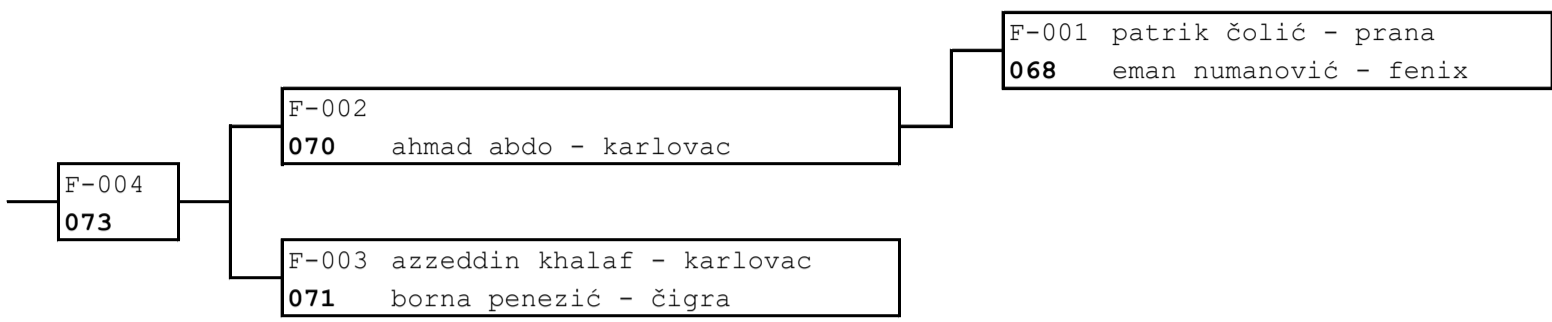 F-001 patrik čolić - prana
068 eman numanović - fenix
F-002
070 ahmad abdo - karlovac
F-004
073
F-003 azzeddin khalaf - karlovac
071 borna penezić - čigra